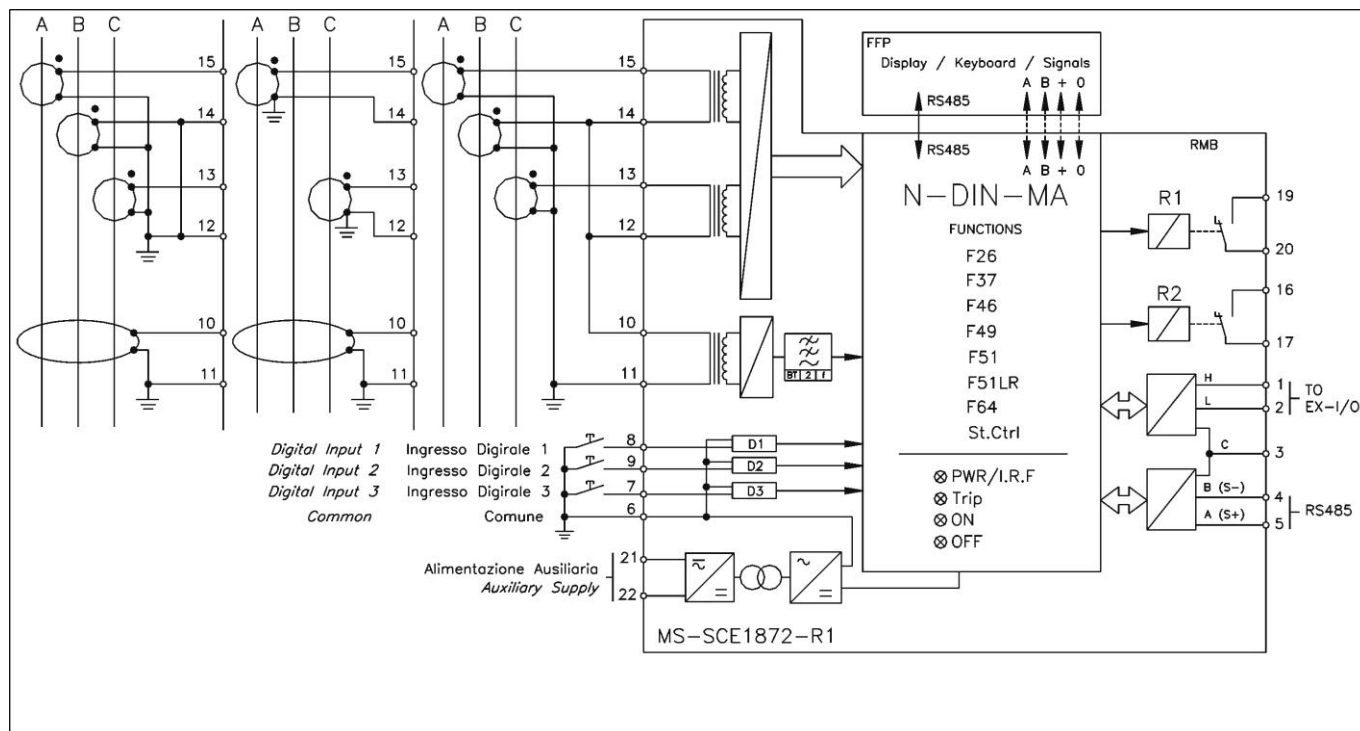 A B C
A B C
A B C
15
14
13
12
10
11
15
14
13
12
10
11
15
14
13
12
10
11
FFP
Display / Keyboard / Signals
A B + 0
RS485
RS485
A B + 0
RMB
N-DIN-MA
FUNCTIONS
F26
F37
F46
F49
F51
F51LR
F64
St.Ctrl
PWR/I.R.F
Trip
ON
OFF
BT 2 f
R1
19
20
R2
16
17
H
1
L
2
TO
EX-I/O
C
3
B (S-)
4
A (S+)
5
RS485
Digital Input 1 Ingresso Digirale 1 8 D1
Digital Input 2 Ingresso Digirale 2 9 D2
Digital Input 3 Ingresso Digirale 3 7 D3
Common Comune 6
Alimentazione Ausiliaria
Auxiliary Supply
21
22
MS-SCE1872-R1